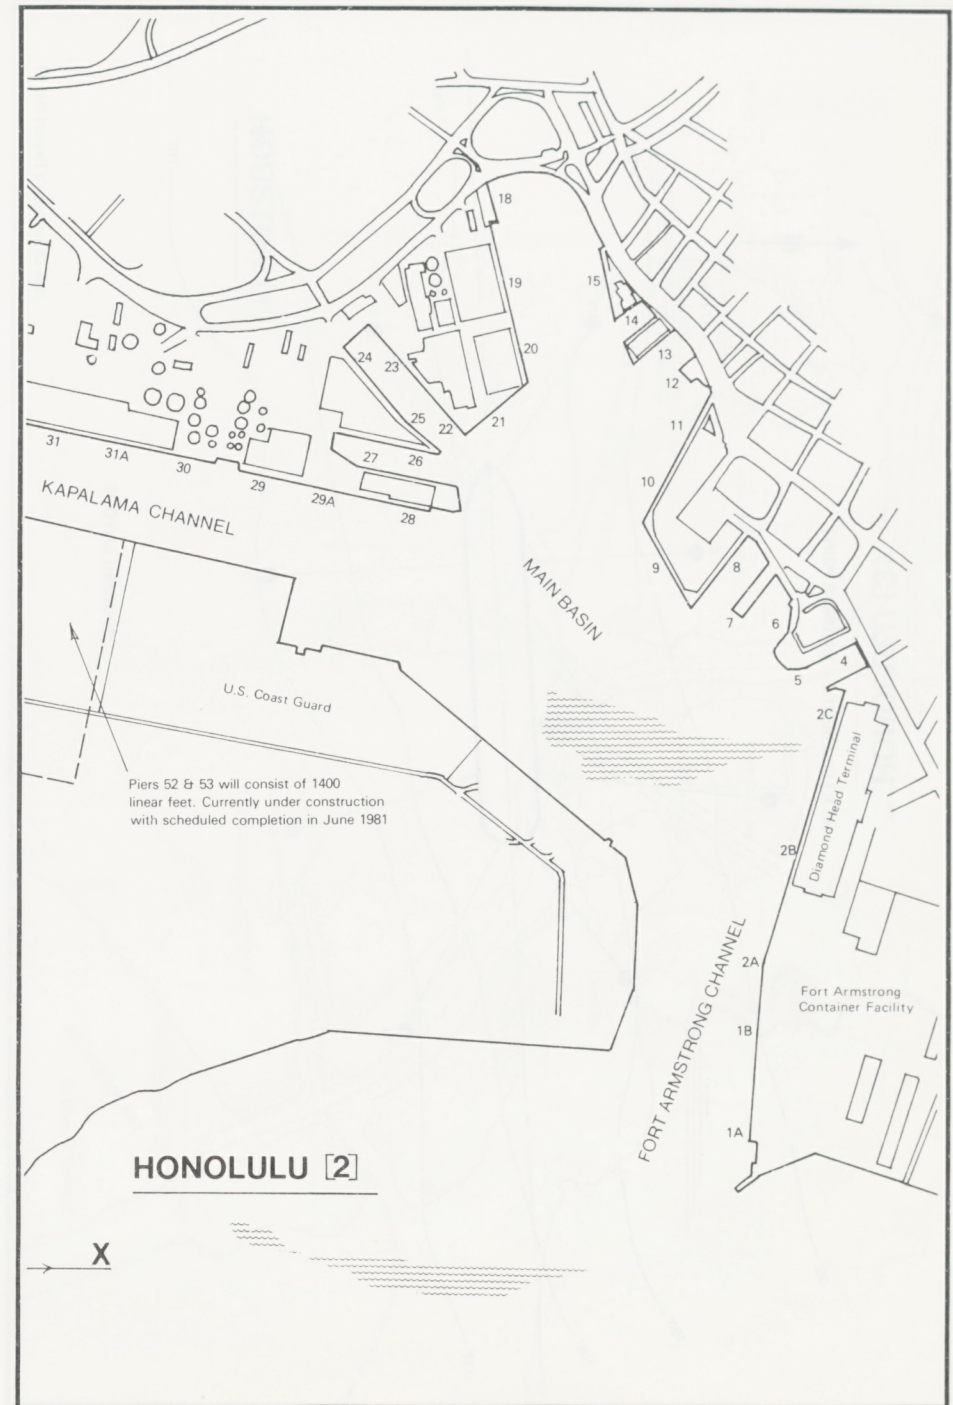 18
19
15
14
20
24
23
13
12
25
22
21
11
31
31A
30
27
26
29
29A
28
10
KAPALAMA CHANNEL
MAIN BASIN
9
8
7
6
4
5
U.S. Coast Guard
2C
Diamond Head Terminal
Piers 52 & 53 will consist of 1400
linear feet. Currently under construction
with scheduled completion in June 1981
2B
2A
FORT ARMSTRONG CHANNEL
Fort Armstrong
Container Facility
1B
1A
HONOLULU [2]
X